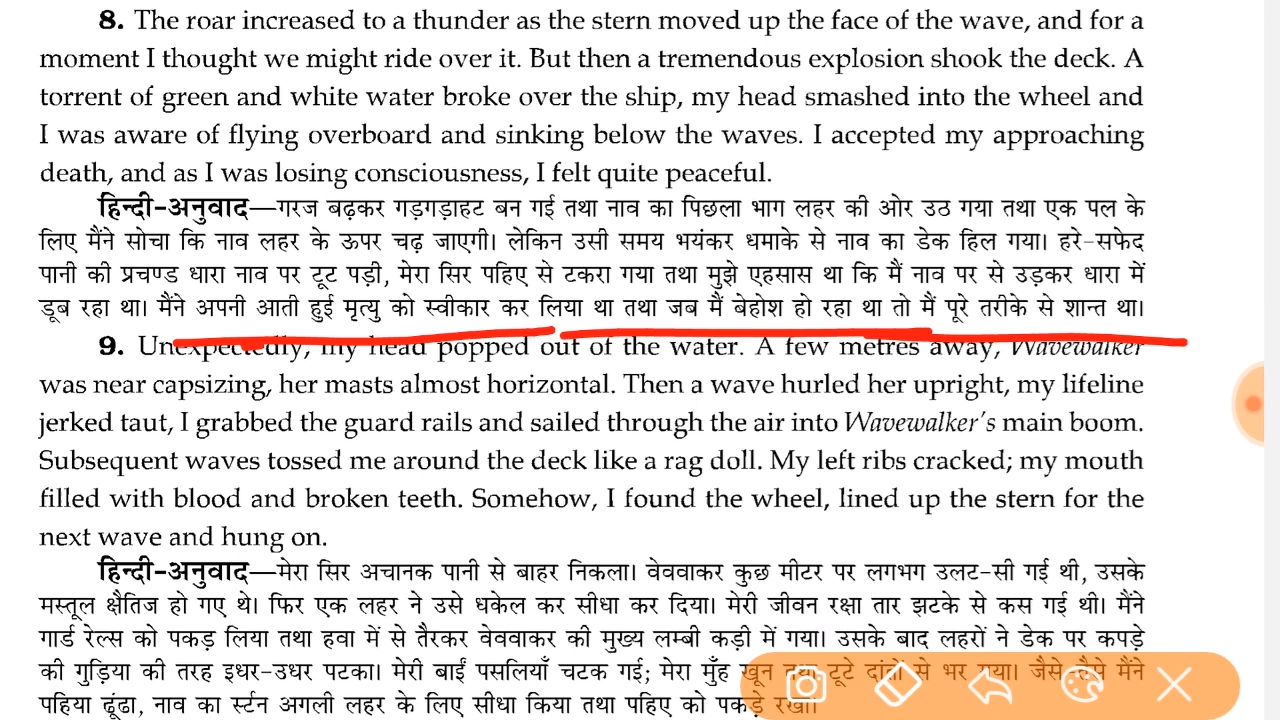 8. The roar increased to a thunder as the stern moved up the face of the wave, and for a
moment I thought we might ride over it. But then a tremendous explosion shook the deck. A
torrent of green and white water broke over the ship, my head smashed into the wheel and
I was aware of flying overboard and sinking below the waves. I accepted my approaching
death, and as I was losing consciousness, I felt quite peaceful.
हिन्दी-अनुवाद—गरज बढ़कर गड़गड़ाहट बन गई तथा नाव का पिछला भाग लहर की ओर उठ गया तथा एक पल के
लिए मैंने सोचा कि नाव लहर के ऊपर चढ़ जाएगी। लेकिन उसी समय भयंकर धमाके से नाव का डेक हिल गया। हरे-सफेद
पानी की प्रचण्ड धारा नाव पर टूट पड़ी, मेरा सिर पहिए से टकरा गया तथा मुझे एहसास था कि मैं नाव पर से उड़कर धारा में
डूब रहा था। मैंने अपनी आती हुई मृत्यु को स्वीकार कर लिया था तथा जब मैं बेहोश हो रहा था तो मैं पूरे तरीके से शान्त था।
9. Unexpectedly, my head popped out of the water. A few metres away, Wavewalker
was near capsizing, her masts almost horizontal. Then a wave hurled her upright, my lifeline
jerked taut, I grabbed the guard rails and sailed through the air into Wavewalker's main boom.
Subsequent waves tossed me around the deck like a rag doll. My left ribs cracked; my mouth
filled with blood and broken teeth. Somehow, I found the wheel, lined up the stern for the
next wave and hung on.
हिन्दी-अनुवाद—मेरा सिर अचानक पानी से बाहर निकला। वेववाकर कुछ मीटर पर लगभग उलट-सी गई थी, उसके
मस्तूल क्षैतिज हो गए थे। फिर एक लहर ने उसे धकेल कर सीधा कर दिया। मेरी जीवन रक्षा तार झटके से कस गई थी। मैंने
गार्ड रेल्स को पकड़ लिया तथा हवा में से तैरकर वेववाकर की मुख्य लम्बी कड़ी में गया। उसके बाद लहरों ने डेक पर कपड़े
की गुड़िया की तरह इधर-उधर पटका। मेरी बाईं पसलियाँ चटक गई; मेरा मुँह खून तथा टूटे दांतों से भर गया। जैसे-तैसे मैंने
पहिया ढूंढा, नाव का स्टर्न अगली लहर के लिए सीधा किया तथा पहिए को पकड़े रखा।